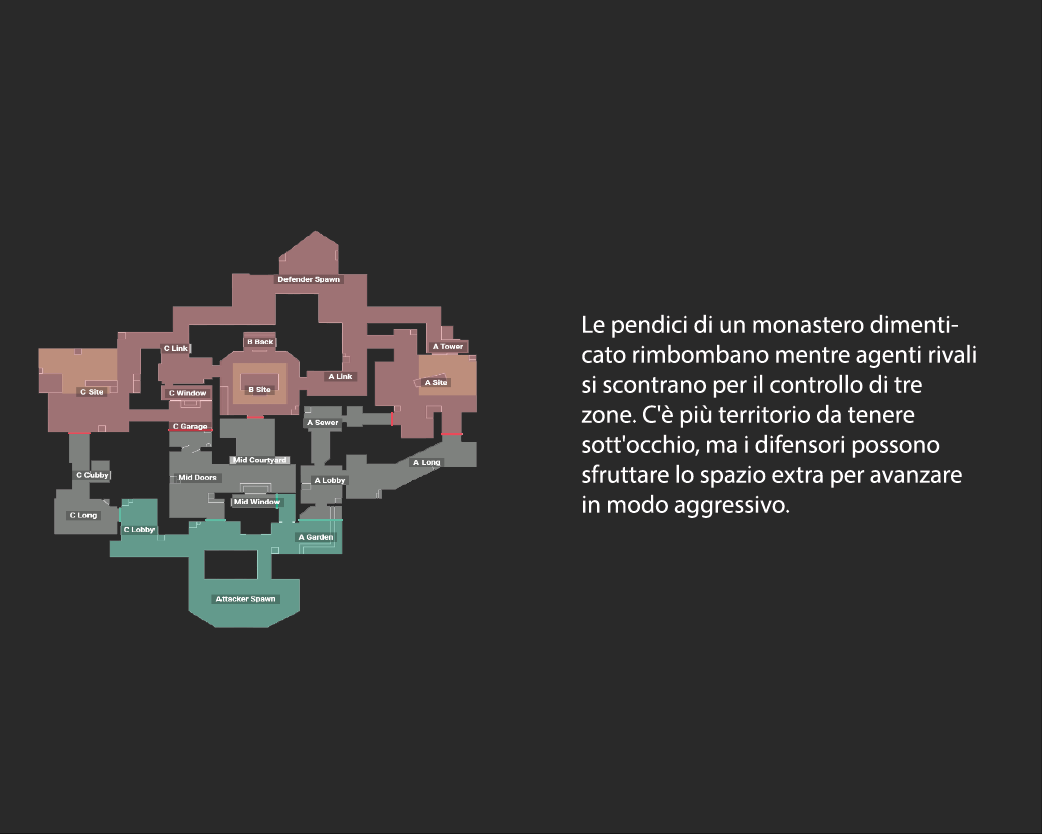 Defender Spawn
B Back
C Link
A Tower
A Link
A Site
B Site
C Site
C Window
A Sewer
C Garage
Mid Courtyard
A Long
C Cubby
Mid Doors
A Lobby
Mid Window
C Long
C Lobby
A Garden
Attacker Spawn
Le pendici di un monastero dimenti-
cato rimbombano mentre agenti rivali
si scontrano per il controllo di tre
zone. C'è più territorio da tenere
sott'occhio, ma i difensori possono
sfruttare lo spazio extra per avanzare
in modo aggressivo.